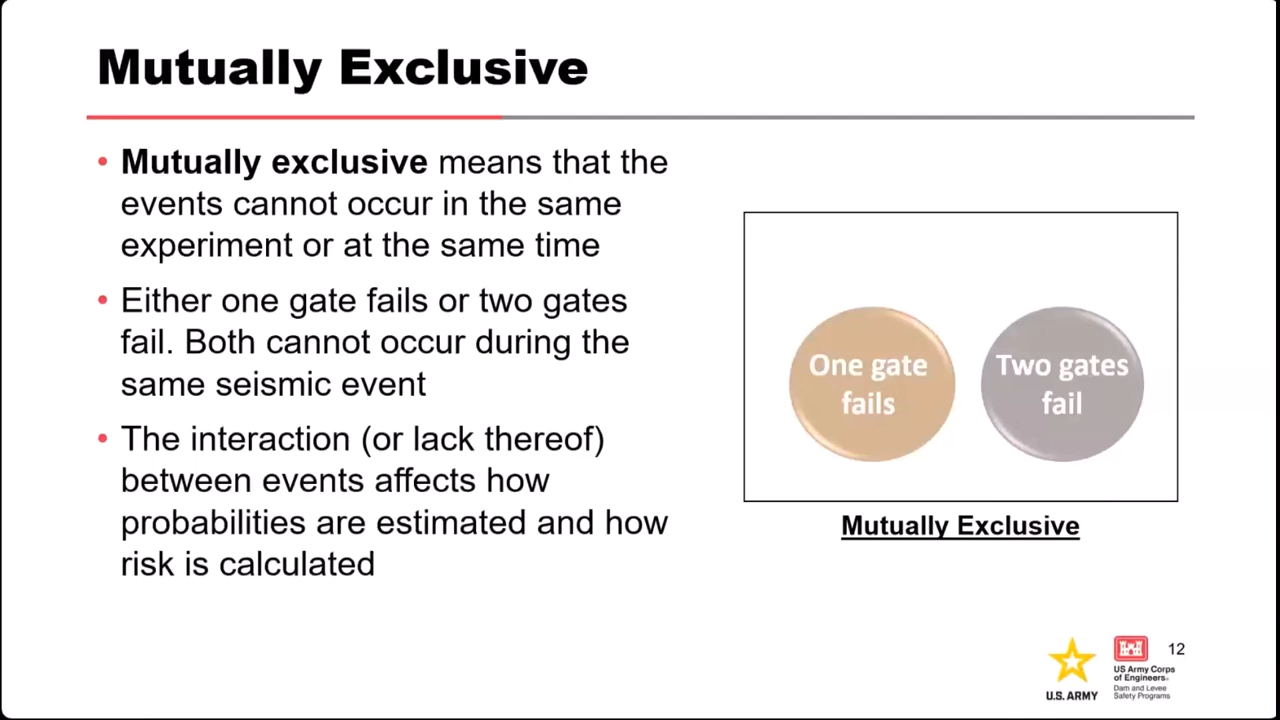 Mutually Exclusive
• Mutually exclusive means that the
events cannot occur in the same
experiment or at the same time
• Either one gate fails or two gates
fail. Both cannot occur during the
same seismic event
• The interaction (or lack thereof)
between events affects how
probabilities are estimated and how
risk is calculated
One gate
fails
Two gates
fail
Mutually Exclusive
U.S. ARMY
US Army Corps
of Engineers®
Dam and Levee
Safety Programs
12